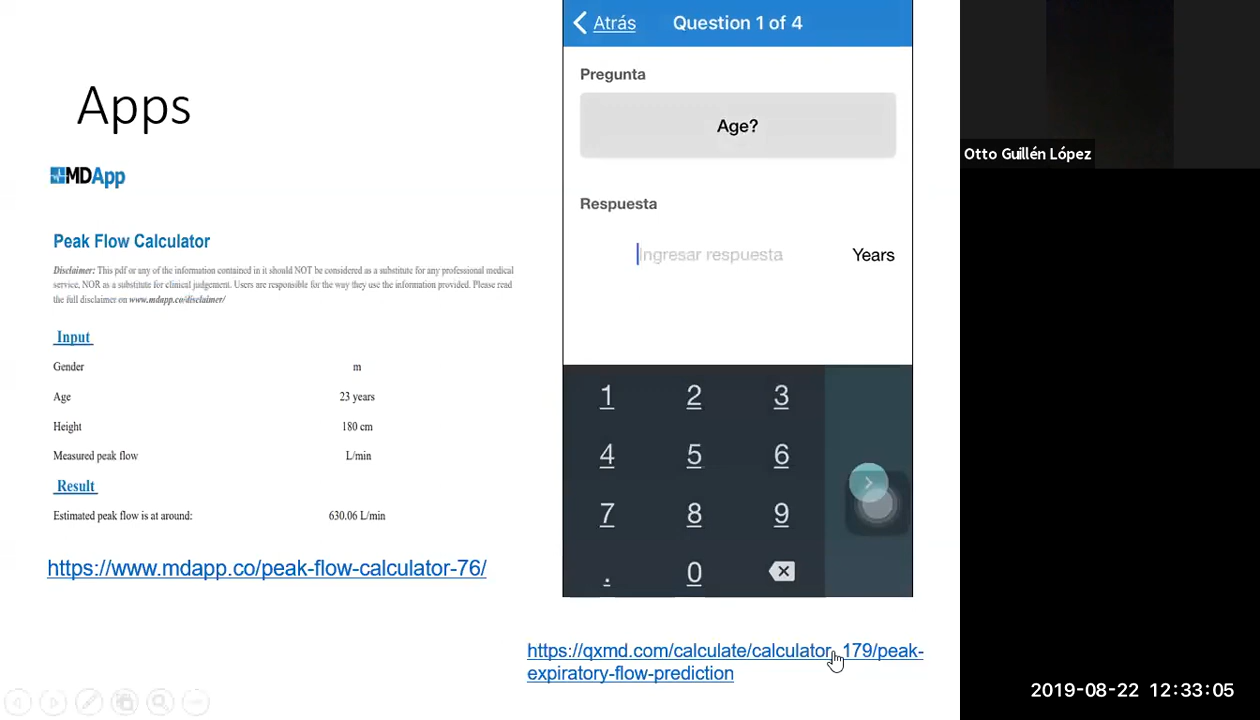 Apps
MDApp
Peak Flow Calculator
Disclaimer: This pdf or any of the information contained in it should NOT be considered as a substitute for any professional medical
service, NOR as a substitute for clinical judgement. Users are responsible for the way they use the information provided. Please read
the full disclaimer on www.mdapp.co/disclaimer/
Input
Gender m
Age 23 years
Height 180 cm
Measured peak flow L/min
Result
Estimated peak flow is at around: 630.06 L/min
https://www.mdapp.co/peak-flow-calculator-76/
Atrás Question 1 of 4
Pregunta
Age?
Respuesta
Ingresar respuesta Years
1 2 3
4 5 6
7 8 9
. 0
https://qxmd.com/calculate/calculator_179/peak-
expiratory-flow-prediction
Otto Guillén López
2019-08-22 12:33:05